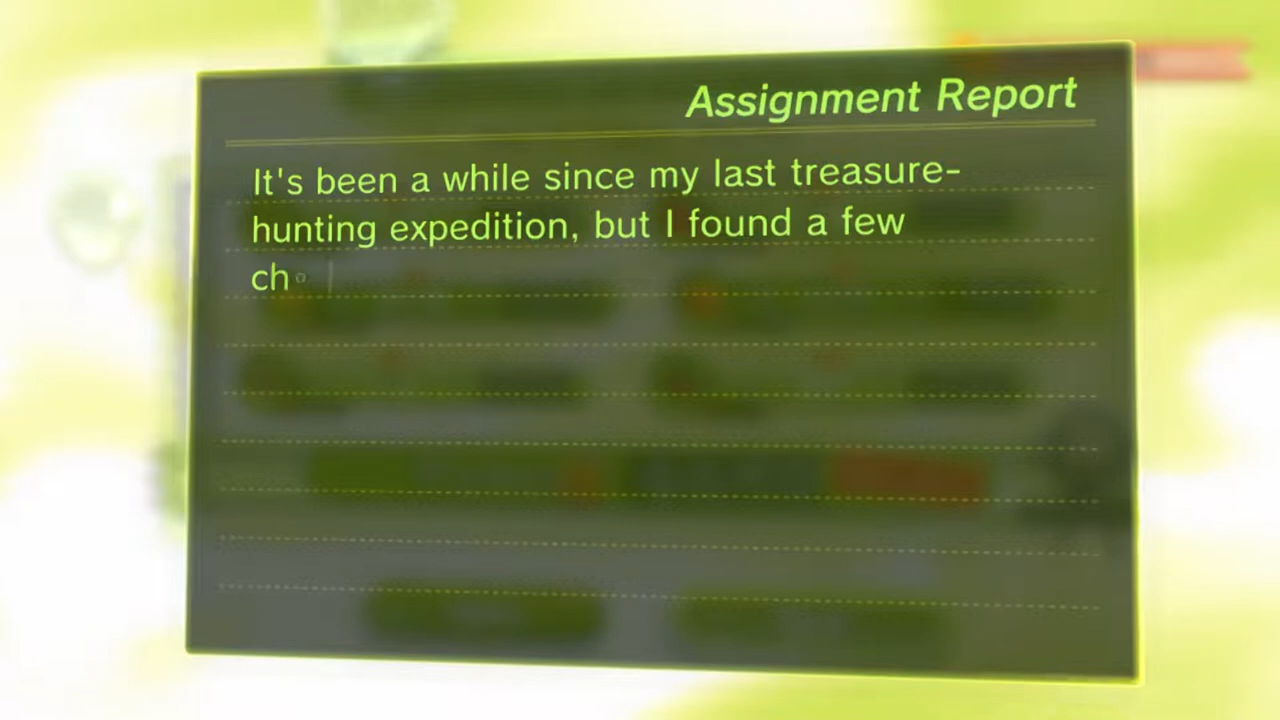 Assignment Report
It's been a while since my last treasure-
hunting expedition, but I found a few
ch